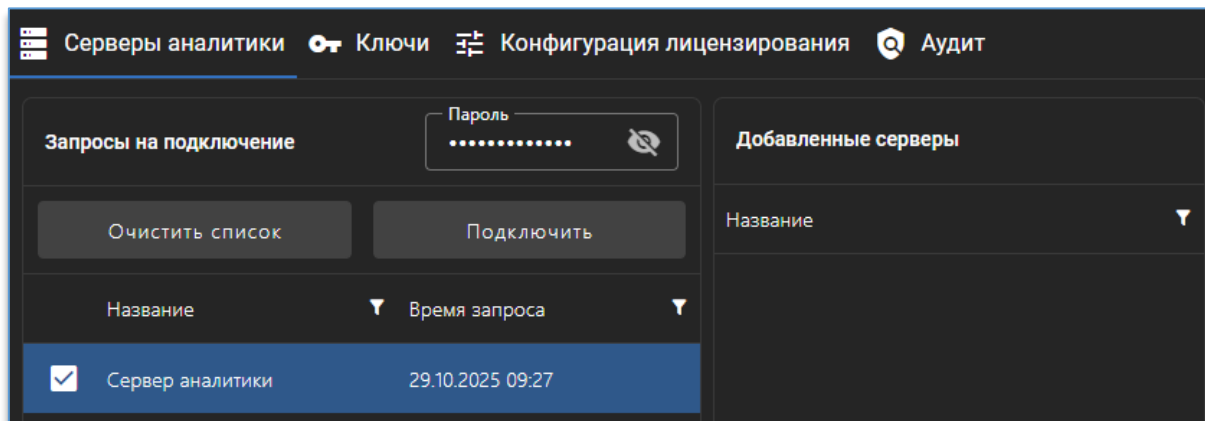 Серверы аналитики Ключи Конфигурация лицензирования Аудит
Запросы на подключение
Пароль
•••••••••••••
Очистить список Подключить
Название Время запроса
Сервер аналитики 29.10.2025 09:27
Добавленные серверы
Название